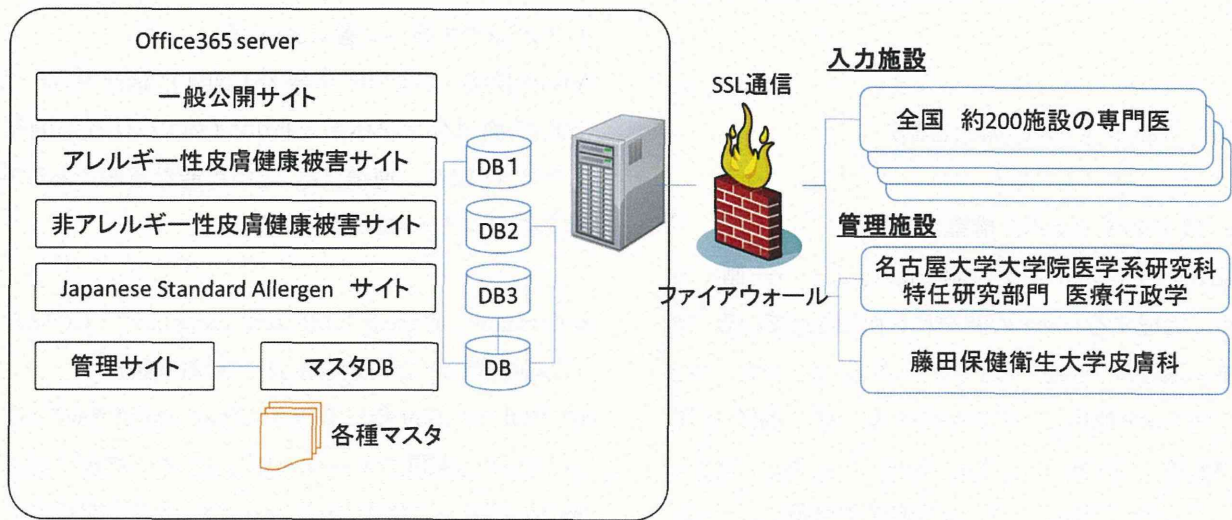 Office365 server
一般公開サイト
アレルギー性皮膚健康被害サイト
非アレルギー性皮膚健康被害サイト
Japanese Standard Allergen サイト
管理サイト
マスタDB
各種マスタ
DB1
DB2
DB3
DB
SSL通信
ファイアウォール
入力施設
全国 約200施設の専門医
管理施設
名古屋大学大学院医学系研究科
特任研究部門 医療行政学
藤田保健衛生大学皮膚科